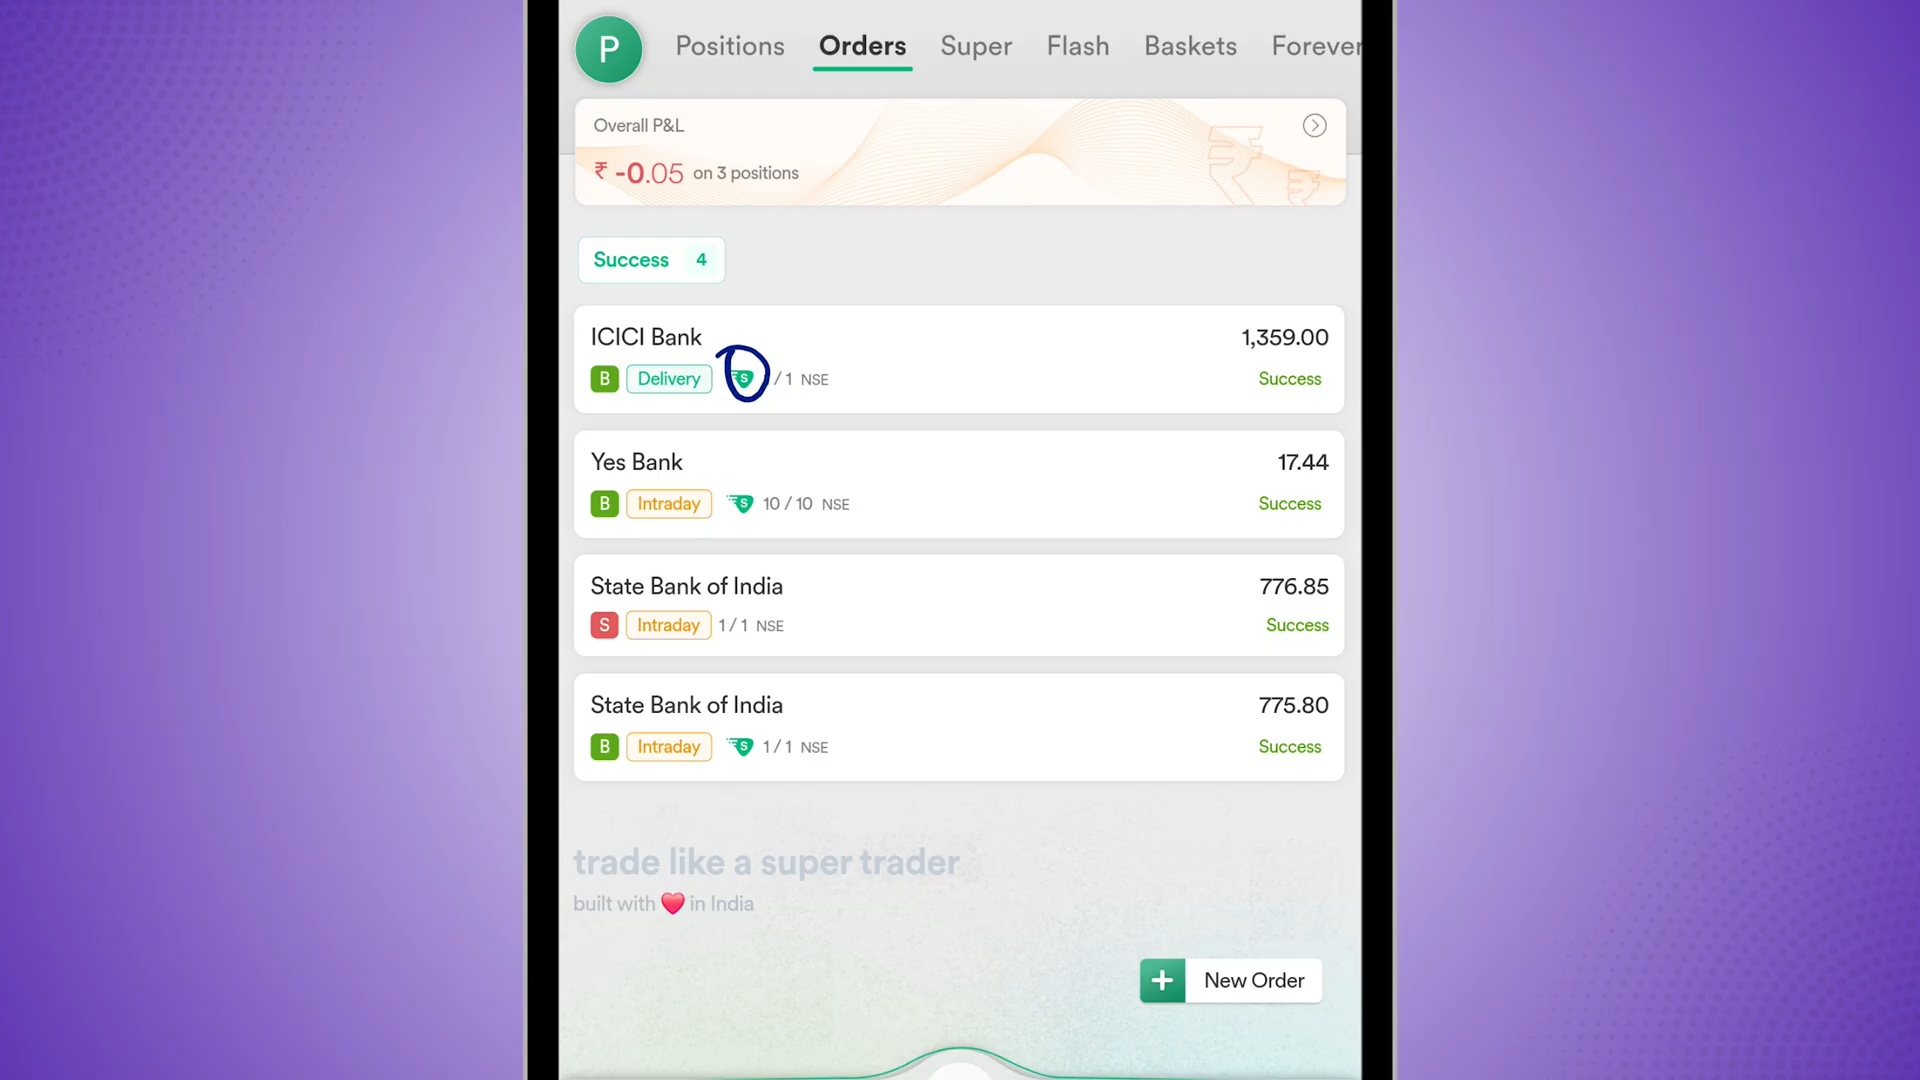 P Positions Orders Super Flash Baskets Forever
Overall P&L
₹ -0.05 on 3 positions
Success 4
ICICI Bank 1,359.00
B Delivery S / 1 NSE Success
Yes Bank 17.44
B Intraday S 10 / 10 NSE Success
State Bank of India 776.85
S Intraday 1 / 1 NSE Success
State Bank of India 775.80
B Intraday S 1 / 1 NSE Success
trade like a super trader
built with ❤️ in India
+ New Order